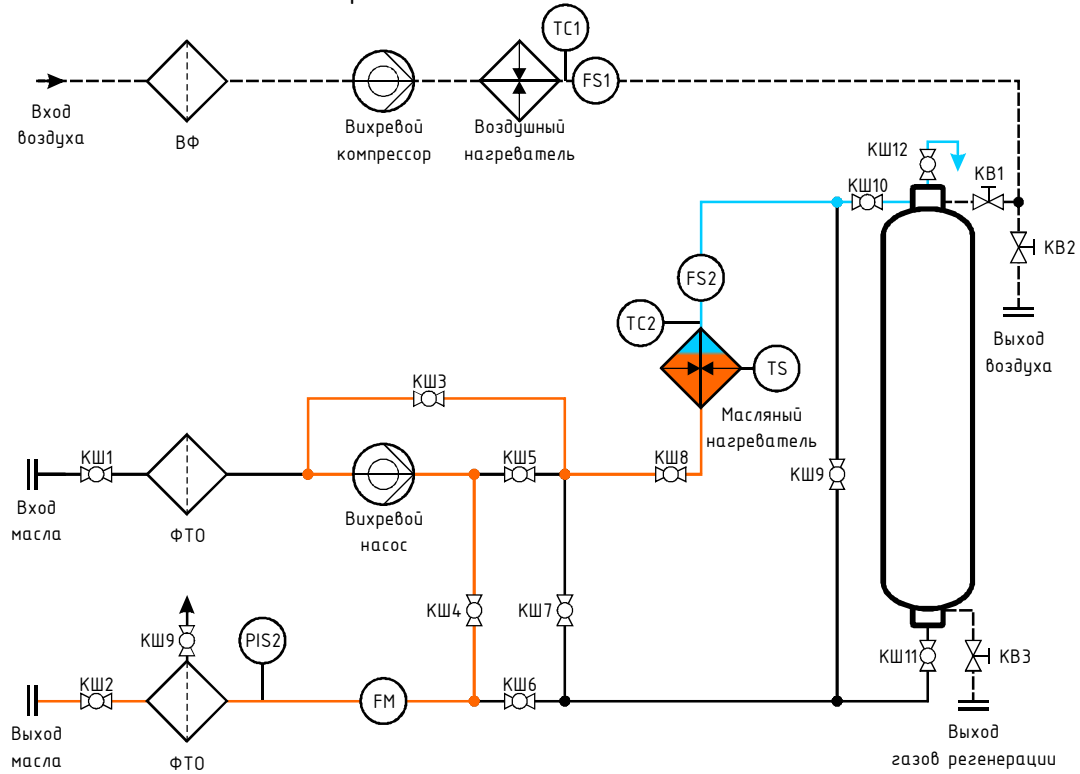 TC1
FS1
Вход
воздуха
ВФ
Вихревой
компрессор
Воздушный
нагреватель
КШ12
КШ10
КВ1
КВ2
FS2
TC2
TS
Выход
воздуха
КШ3
Масляный
нагреватель
КШ1
КШ5
КШ8
КШ9
Вход
масла
ФТО
Вихревой
насос
КШ4
КШ7
КШ9
PIS2
КШ11
КВ3
КШ2
FM
КШ6
Выход
масла
ФТО
Выход
газов регенерации